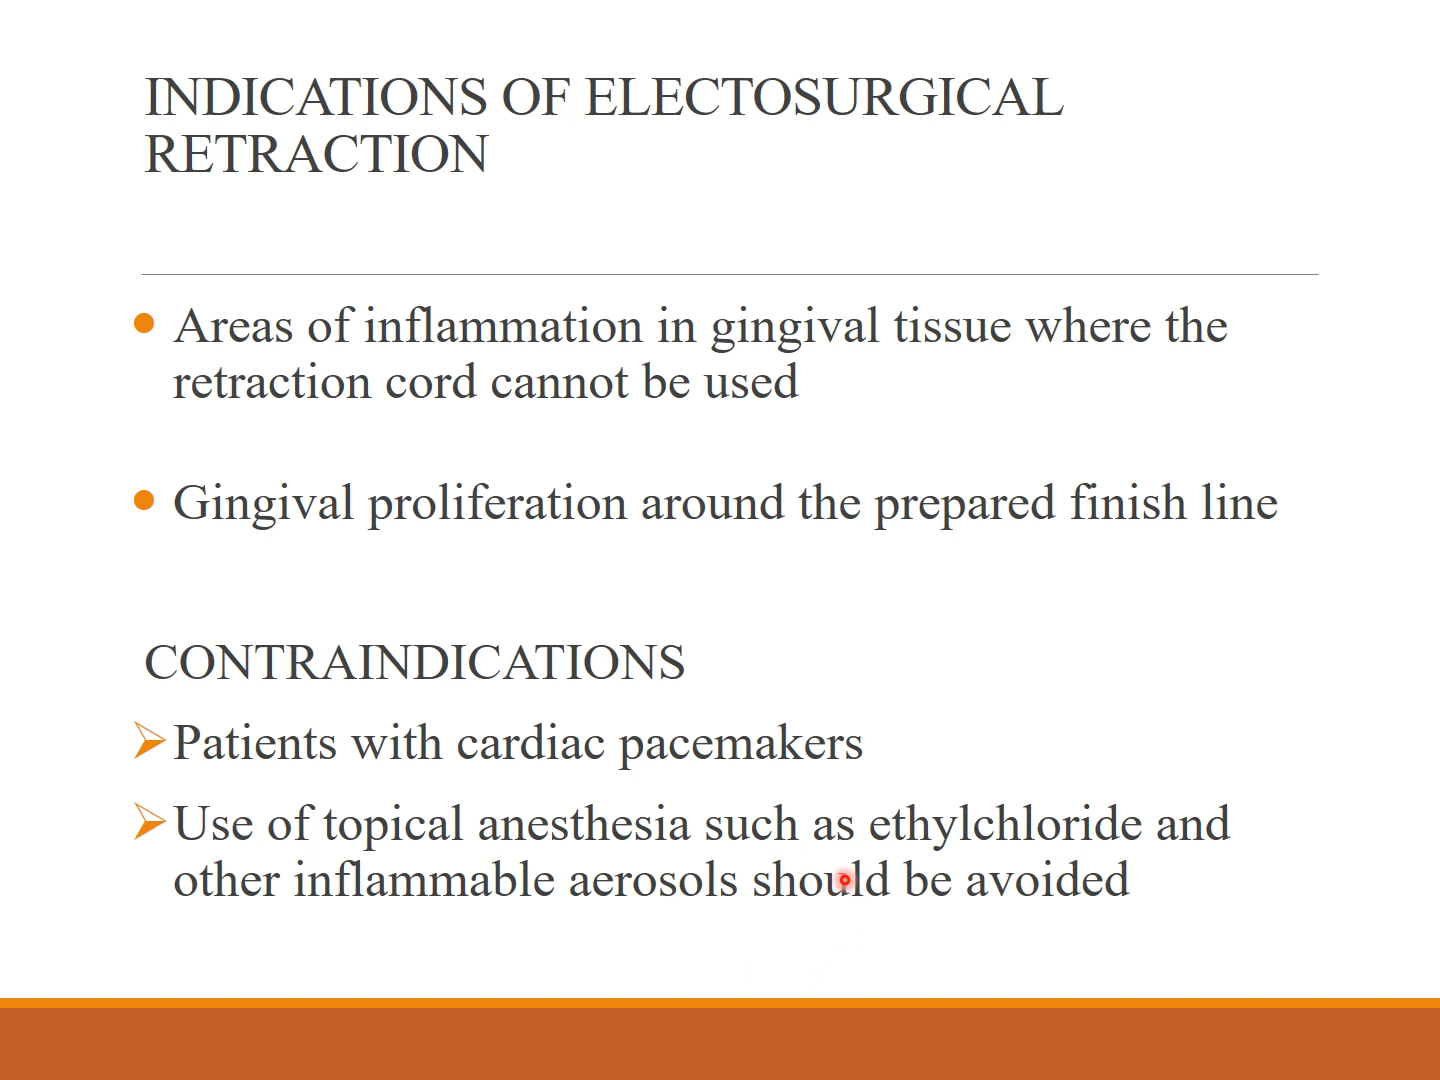 INDICATIONS OF ELECTOSURGICAL
RETRACTION
Areas of inflammation in gingival tissue where the
retraction cord cannot be used
Gingival proliferation around the prepared finish line
CONTRAINDICATIONS
Patients with cardiac pacemakers
Use of topical anesthesia such as ethylchloride and
other inflammable aerosols should be avoided